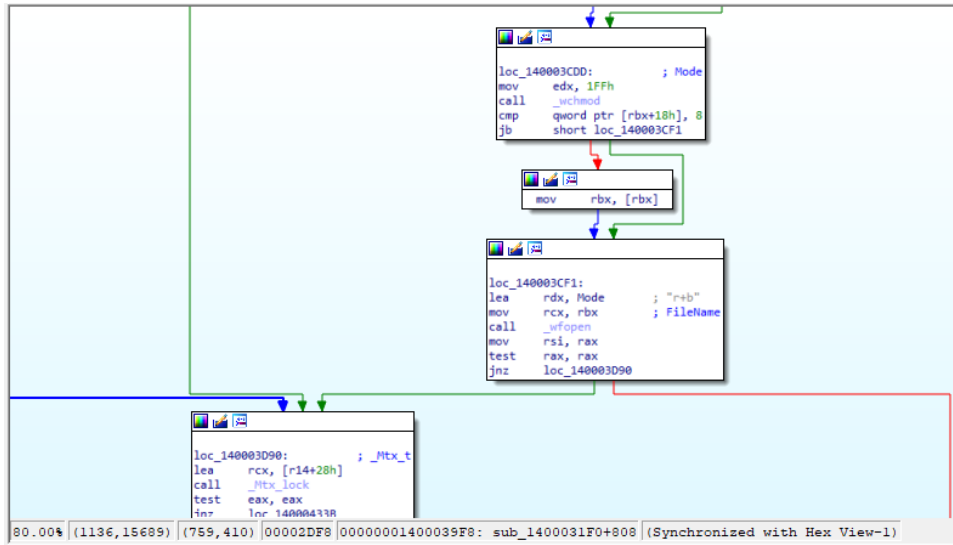 loc_140003CDD: ; Mode
mov edx, 1FFh
call _wchmod
cmp qword ptr [rbx+18h], 8
jb short loc_140003CF1
mov rbx, [rbx]
loc_140003CF1:
lea rdx, Mode ; "r+b"
mov rcx, rbx ; FileName
call _wfopen
mov rsi, rax
test rax, rax
jnz loc_140003D90
loc_140003D90: ; _Mtx_t
lea rcx, [r14+28h]
call _Mtx_lock
test eax, eax
jnz loc_14000433B
80.00% (1136,15689) (759,410) 00002DF8 00000001400039F8: sub_1400031F0+808 (Synchronized with Hex View-1)